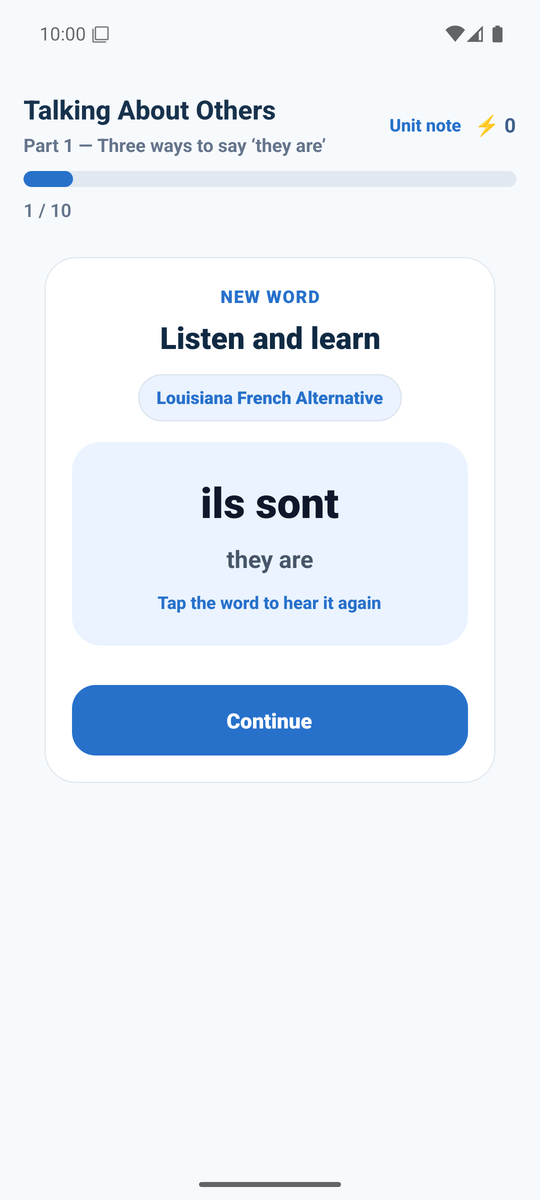 10:00
Talking About Others
Part 1 — Three ways to say ‘they are’
Unit note ⚡ 0
1 / 10
NEW WORD
Listen and learn
Louisiana French Alternative
ils sont
they are
Tap the word to hear it again
Continue